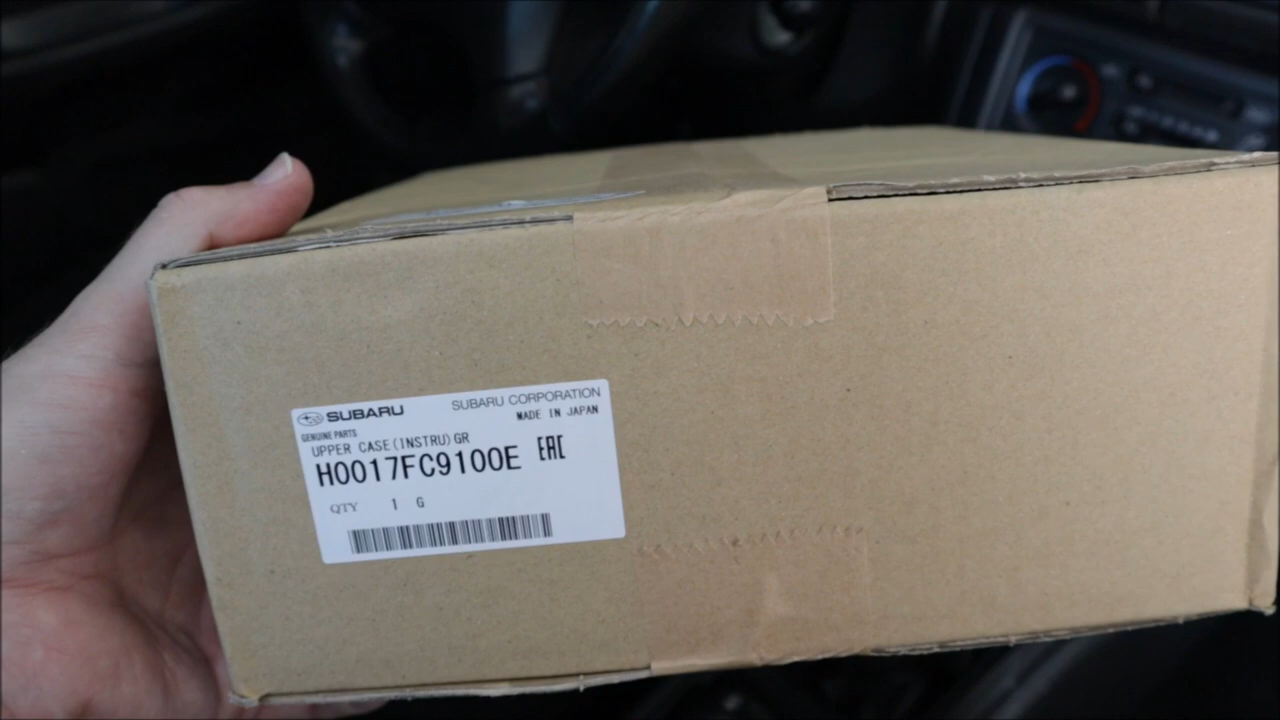 SUBARU SUBARU CORPORATION
MADE IN JAPAN
GENUINE PARTS
UPPER CASE(INSTRU)GR
H0017FC9100E EAC
QTY 1 G